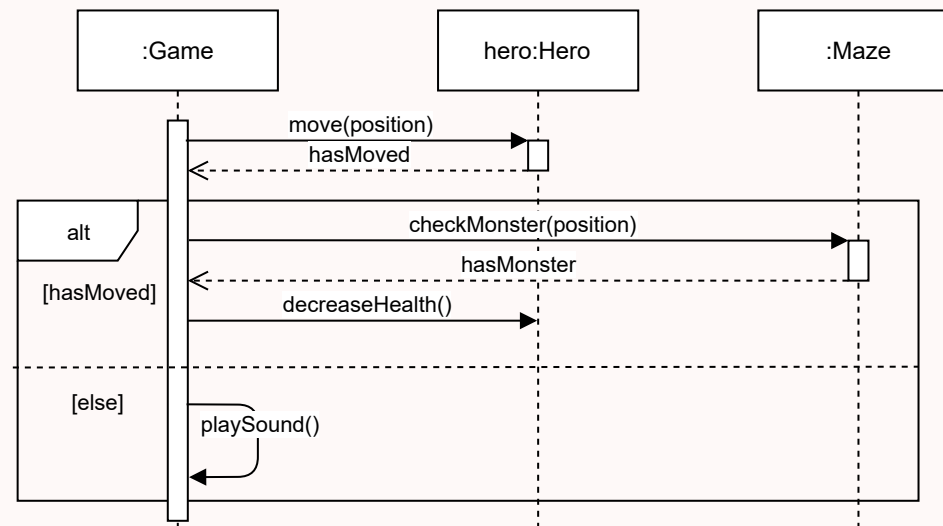 :Game
hero:Hero
:Maze
move(position)
hasMoved
alt
checkMonster(position)
hasMonster
[hasMoved]
decreaseHealth()
[else]
playSound()